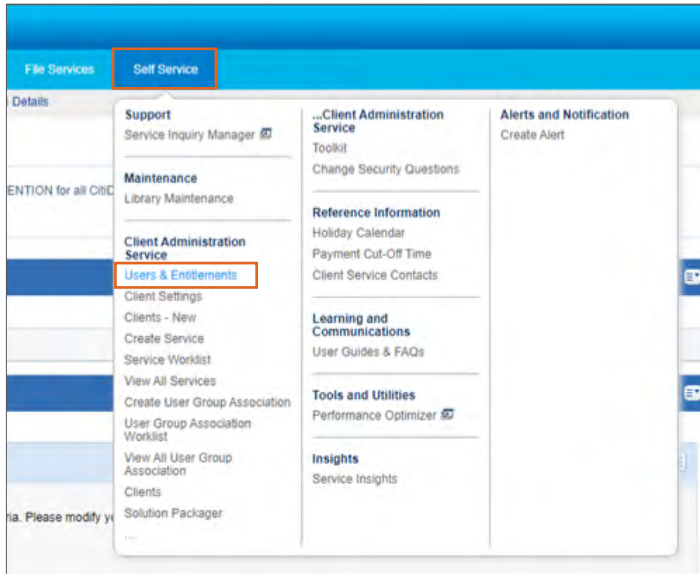 File Services
Self Service
Details
Support
Service Inquiry Manager
Maintenance
Library Maintenance
Client Administration
Service
Users & Entitlements
Client Settings
Clients - New
Create Service
Service Worklist
View All Services
Create User Group Association
User Group Association
Worklist
View All User Group
Association
Clients
Solution Packager
...
...Client Administration
Service
Toolkit
Change Security Questions
Reference Information
Holiday Calendar
Payment Cut-Off Time
Client Service Contacts
Learning and
Communications
User Guides & FAQs
Tools and Utilities
Performance Optimizer
Insights
Service Insights
Alerts and Notification
Create Alert
ENTION for all CitiD
ria. Please modify y